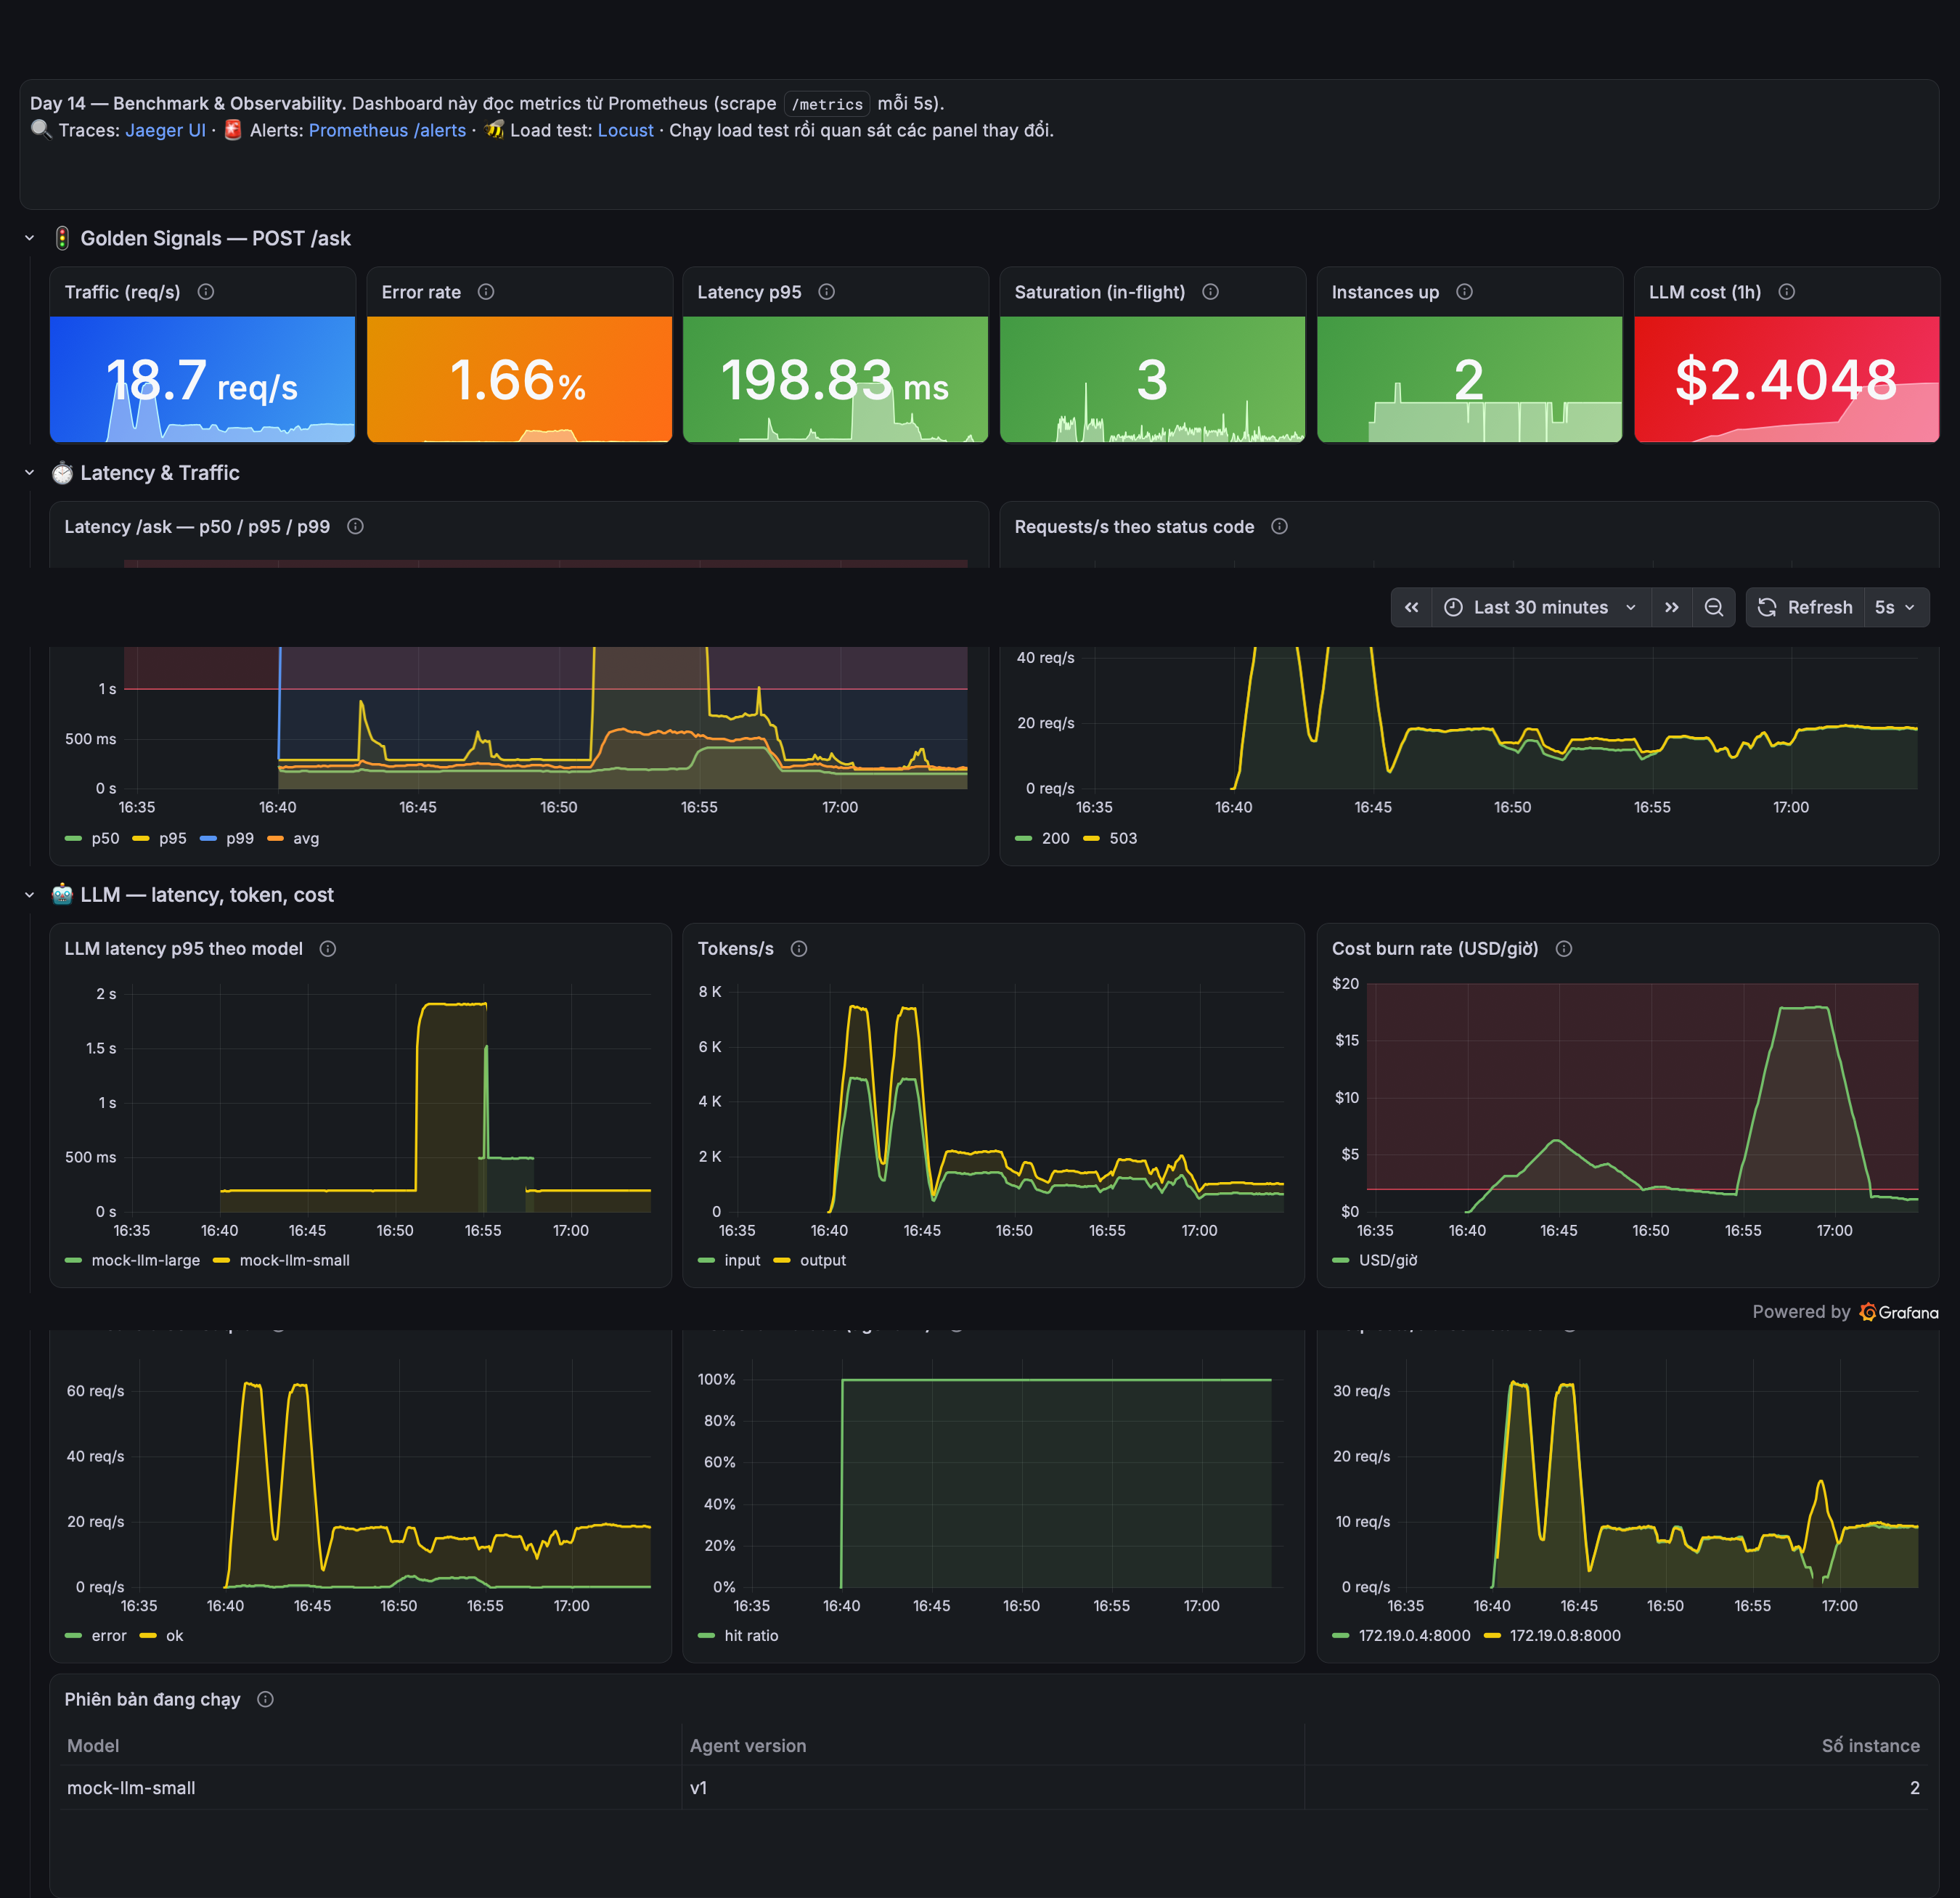 Day 14 — Benchmark & Observability. Dashboard này đọc metrics từ Prometheus (scrape /metrics mỗi 5s).
Traces: Jaeger UI · Alerts: Prometheus /alerts · Load test: Locust · Chạy load test rồi quan sát các panel thay đổi.
Golden Signals — POST /ask
Traffic (req/s)
18.7 req/s
Error rate
1.66%
Latency p95
198.83 ms
Saturation (in-flight)
3
Instances up
2
LLM cost (1h)
$2.4048
Latency & Traffic
Latency /ask — p50 / p95 / p99
Requests/s theo status code
Last 30 minutes
Refresh
5s
1 s
500 ms
0 s
16:35 16:40 16:45 16:50 16:55 17:00
p50 p95 p99 avg
40 req/s
20 req/s
0 req/s
16:35 16:40 16:45 16:50 16:55 17:00
200 503
LLM — latency, token, cost
LLM latency p95 theo model
2 s
1.5 s
1 s
500 ms
0 s
16:35 16:40 16:45 16:50 16:55 17:00
mock-llm-large mock-llm-small
Tokens/s
8 K
6 K
4 K
2 K
0
16:35 16:40 16:45 16:50 16:55 17:00
input output
Cost burn rate (USD/giờ)
$20
$15
$10
$5
$0
16:35 16:40 16:45 16:50 16:55 17:00
USD/giờ
Powered by Grafana
60 req/s
40 req/s
20 req/s
0 req/s
16:35 16:40 16:45 16:50 16:55 17:00
error ok
100%
80%
60%
40%
20%
0%
16:35 16:40 16:45 16:50 16:55 17:00
hit ratio
30 req/s
20 req/s
10 req/s
0 req/s
16:35 16:40 16:45 16:50 16:55 17:00
172.19.0.4:8000 172.19.0.8:8000
Phiên bản đang chạy
Model Agent version Số instance
mock-llm-small v1 2